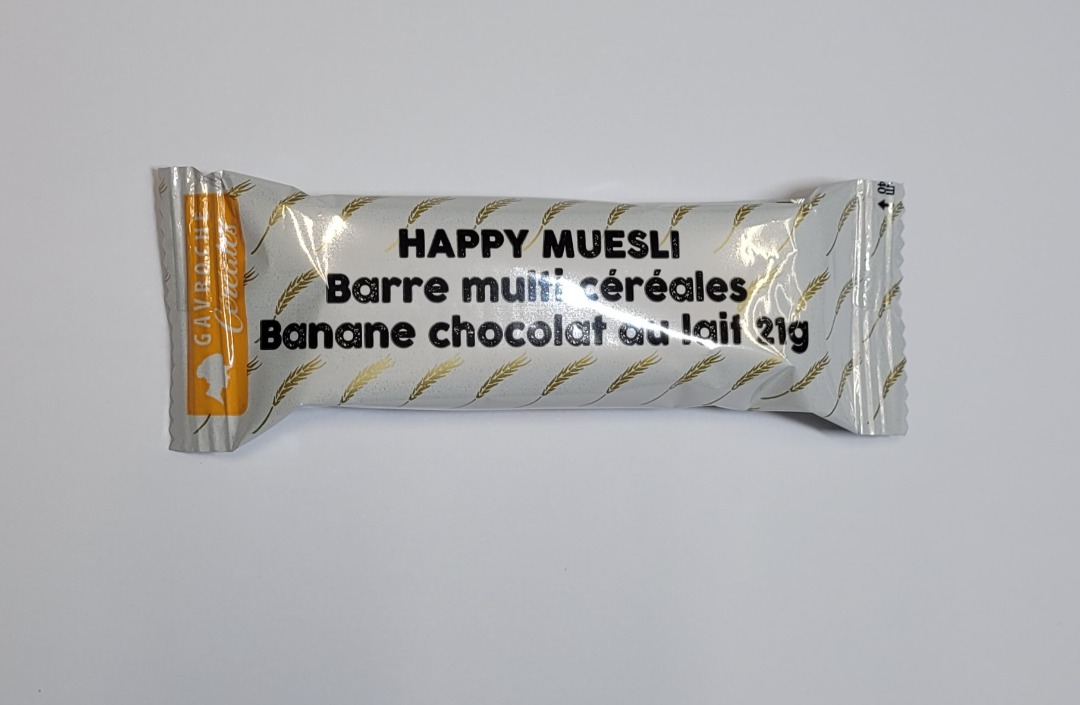 HAPPY MUESLI
Barre multi céréales
Banane chocolat au lait 21g
GAVROCHE
Céréales